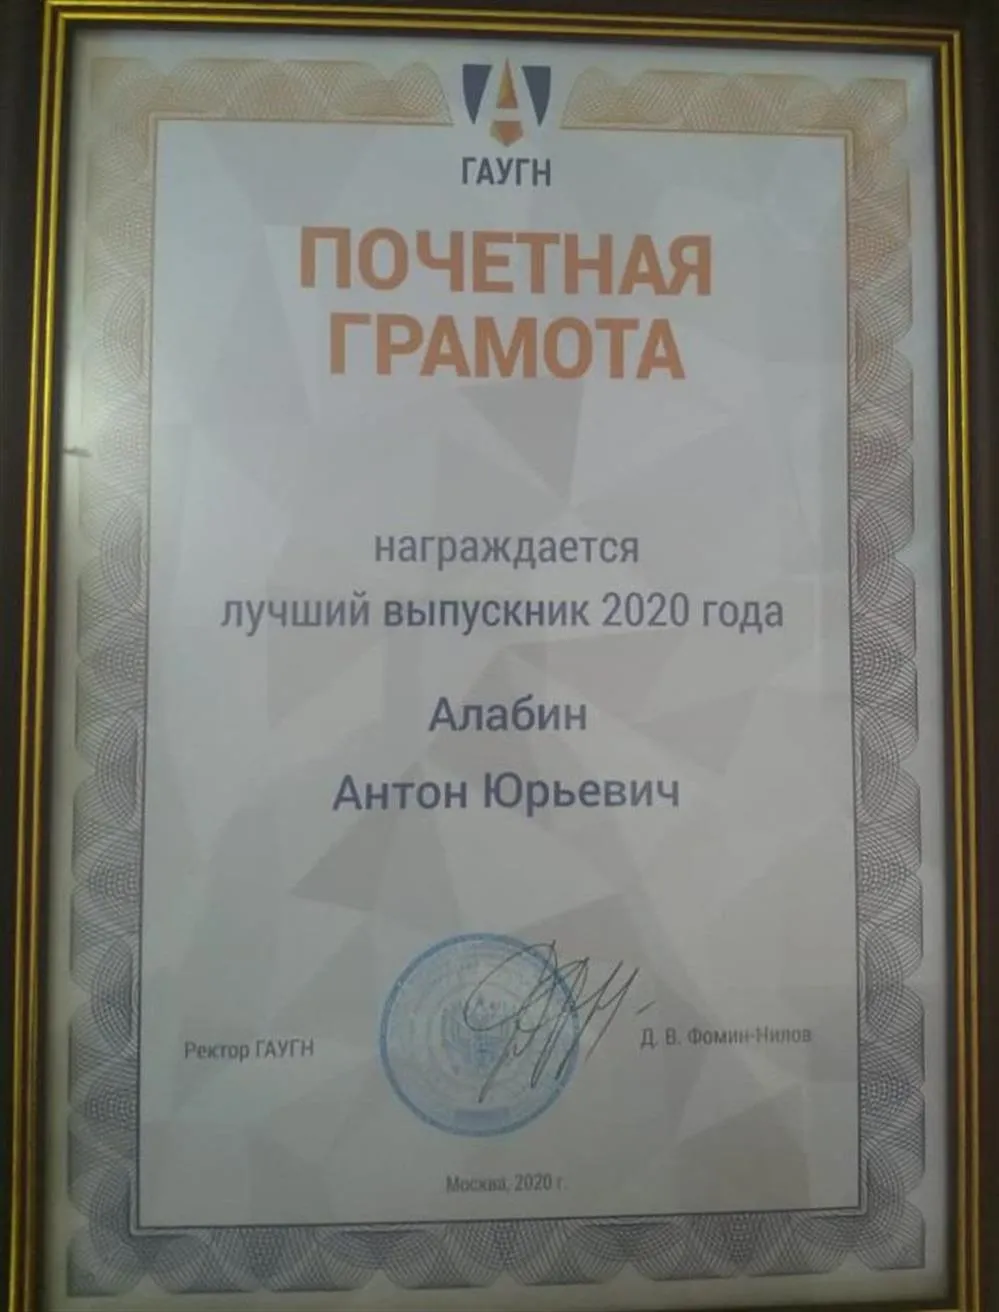 ГАУГН
ПОЧЕТНАЯ
ГРАМОТА
награждается
лучший выпускник 2020 года
Алабин
Антон Юрьевич
Ректор ГАУГН
Д. В. Фомин-Нилов
Москва, 2020 г.